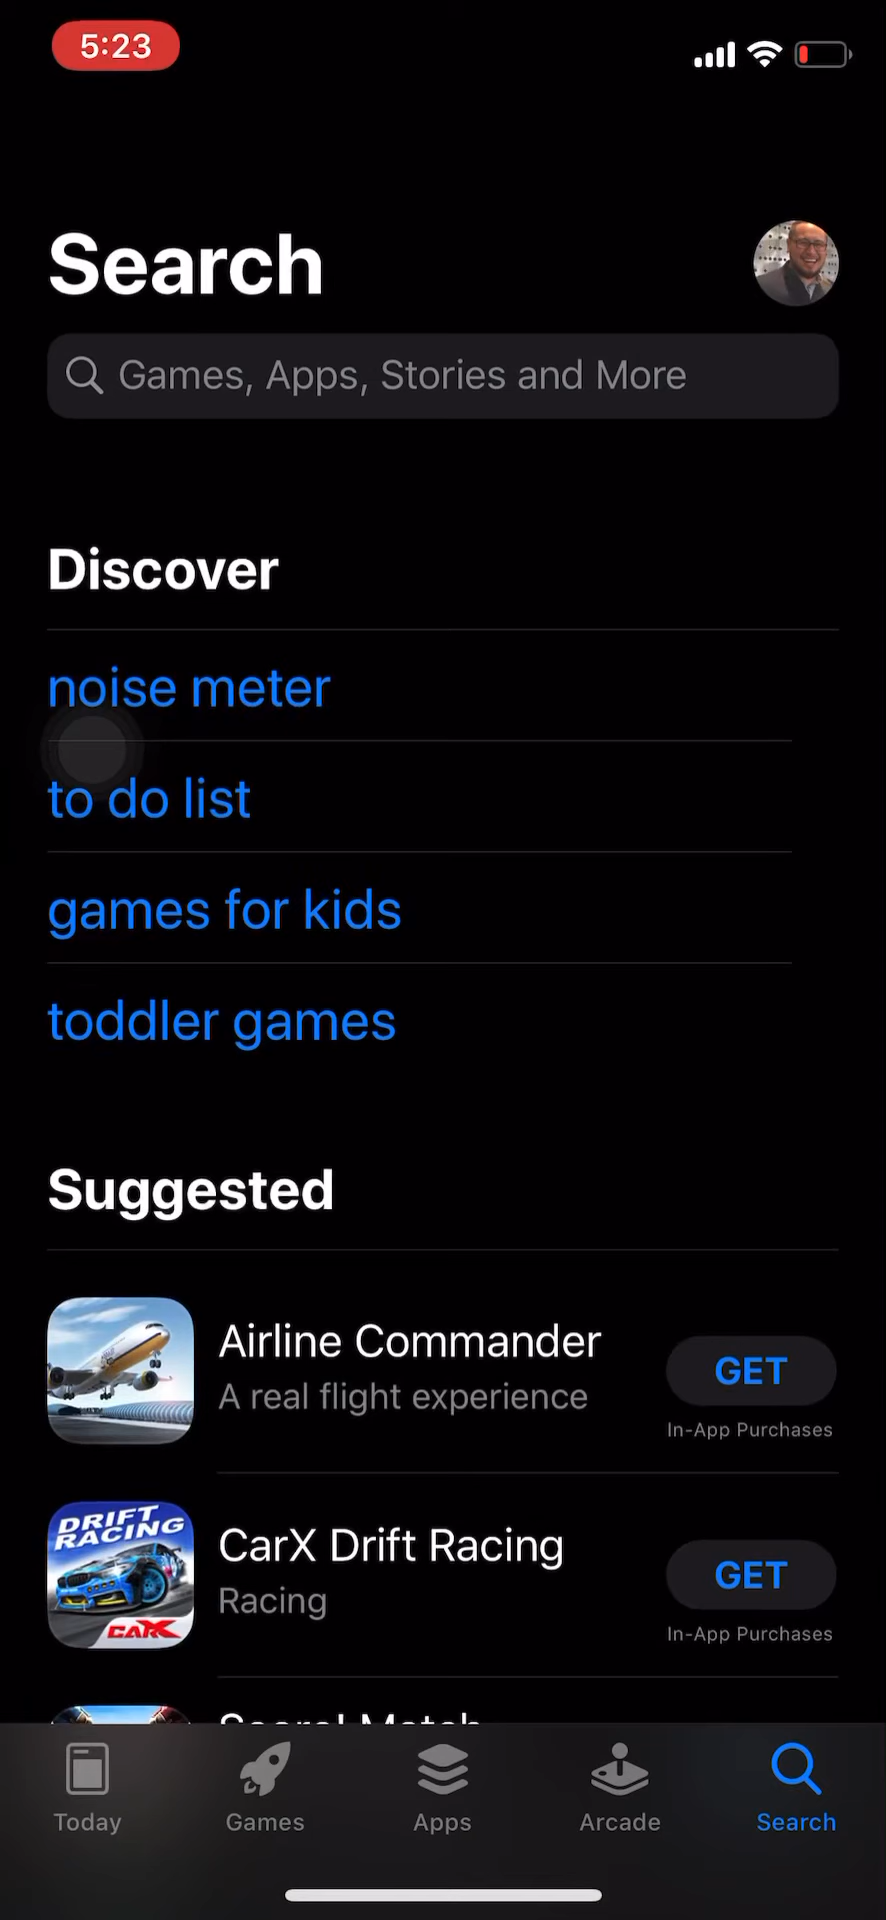 5:23
Search
Games, Apps, Stories and More
Discover
noise meter
to do list
games for kids
toddler games
Suggested
Airline Commander
A real flight experience
GET
In-App Purchases
DRIFT
RACING
CARX
CarX Drift Racing
Racing
GET
In-App Purchases
Today
Games
Apps
Arcade
Search